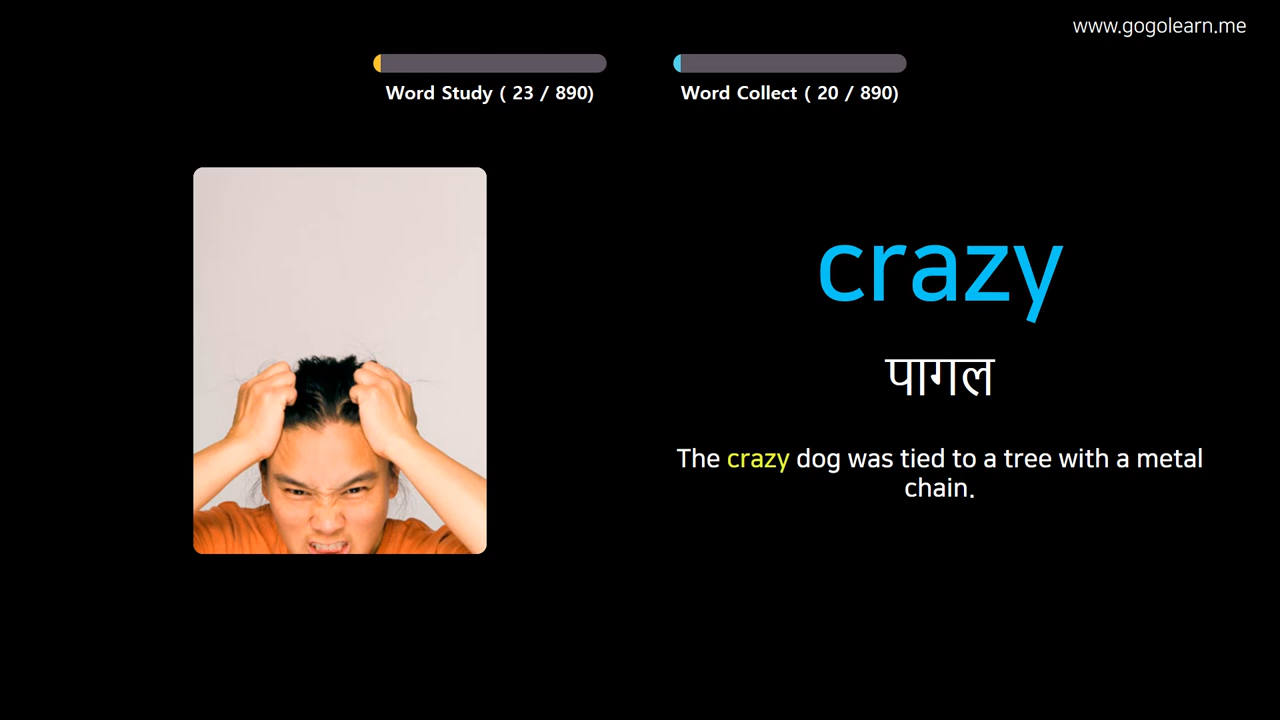 www.gogolearn.me
Word Study ( 23 / 890)
Word Collect ( 20 / 890)
crazy
पागल
The crazy dog was tied to a tree with a metal
chain.